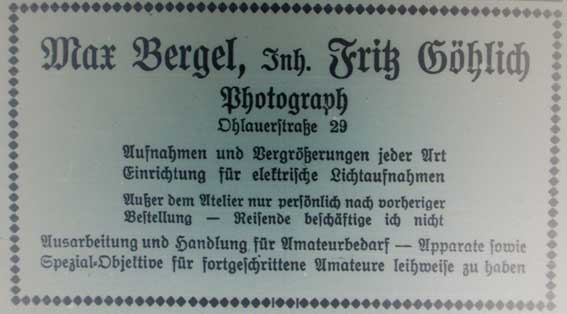 Max Bergel, Inh. Fritz Göhlich
Photograph
Ohlauerstraße 29
Aufnahmen und Vergrößerungen jeder Art
Einrichtung für elektrische Lichtaufnahmen
Außer dem Atelier nur persönlich nach vorheriger
Bestellung — Reisende beschäftige ich nicht
Ausarbeitung und Handlung für Amateurbedarf — Apparate sowie
Spezial-Objektive für fortgeschrittene Amateure leihweise zu haben